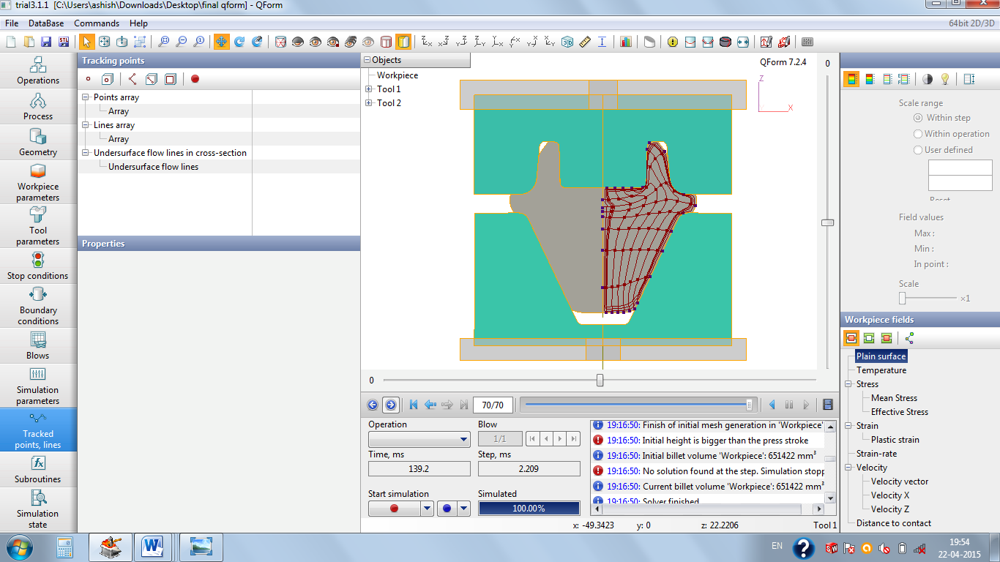 trial3.1.1 [C:\Users\ashish\Downloads\Desktop\final qform] - QForm
File DataBase Commands Help
64bit 2D/3D
Operations
Process
Geometry
Workpiece
parameters
Tool
parameters
Stop conditions
Boundary
conditions
Blows
Simulation
parameters
Tracked
points, lines
Subroutines
Simulation
state
Tracking points
Points array
Array
Lines array
Array
Undersurface flow lines in cross-section
Undersurface flow lines
Properties
Objects
Workpiece
Tool 1
Tool 2
QForm 7.2.4
Z
X
0
0
70/70
Operation
Blow
1/1
Time, ms
Step, ms
139.2
2.209
Start simulation
Simulated
100.00%
19:16:50: Finish of initial mesh generation in 'Workpiece'
19:16:50: Initial height is bigger than the press stroke
19:16:50: Initial billet volume 'Workpiece': 651422 mm³
19:16:50: No solution found at the step. Simulation stopp
19:16:50: Current billet volume 'Workpiece': 651422 mm³
19:16:50: Solver finished
x: -49.3423 y: 0 z: 22.2206 Tool 1
Scale range
Within step
Within operation
User defined
Reset
Field values
Max :
Min :
In point :
Scale
×1
Workpiece fields
Plain surface
Temperature
Stress
Mean Stress
Effective Stress
Strain
Plastic strain
Strain-rate
Velocity
Velocity vector
Velocity X
Velocity Z
Distance to contact
EN
19:54
22-04-2015